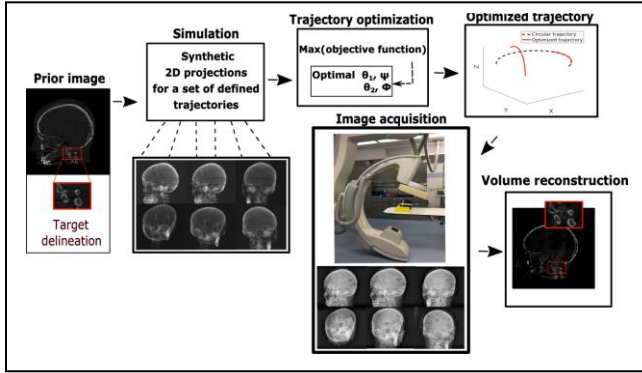 Prior image
Target
delineation
Simulation
Synthetic
2D projections
for a set of defined
trajectories
Trajectory optimization
Max(objective function)
Optimal θ₁, Ψ
θ₂, Φ
Optimized trajectory
Circular trajectory
Optimized trajectory
Z
Y
X
Image acquisition
Volume reconstruction